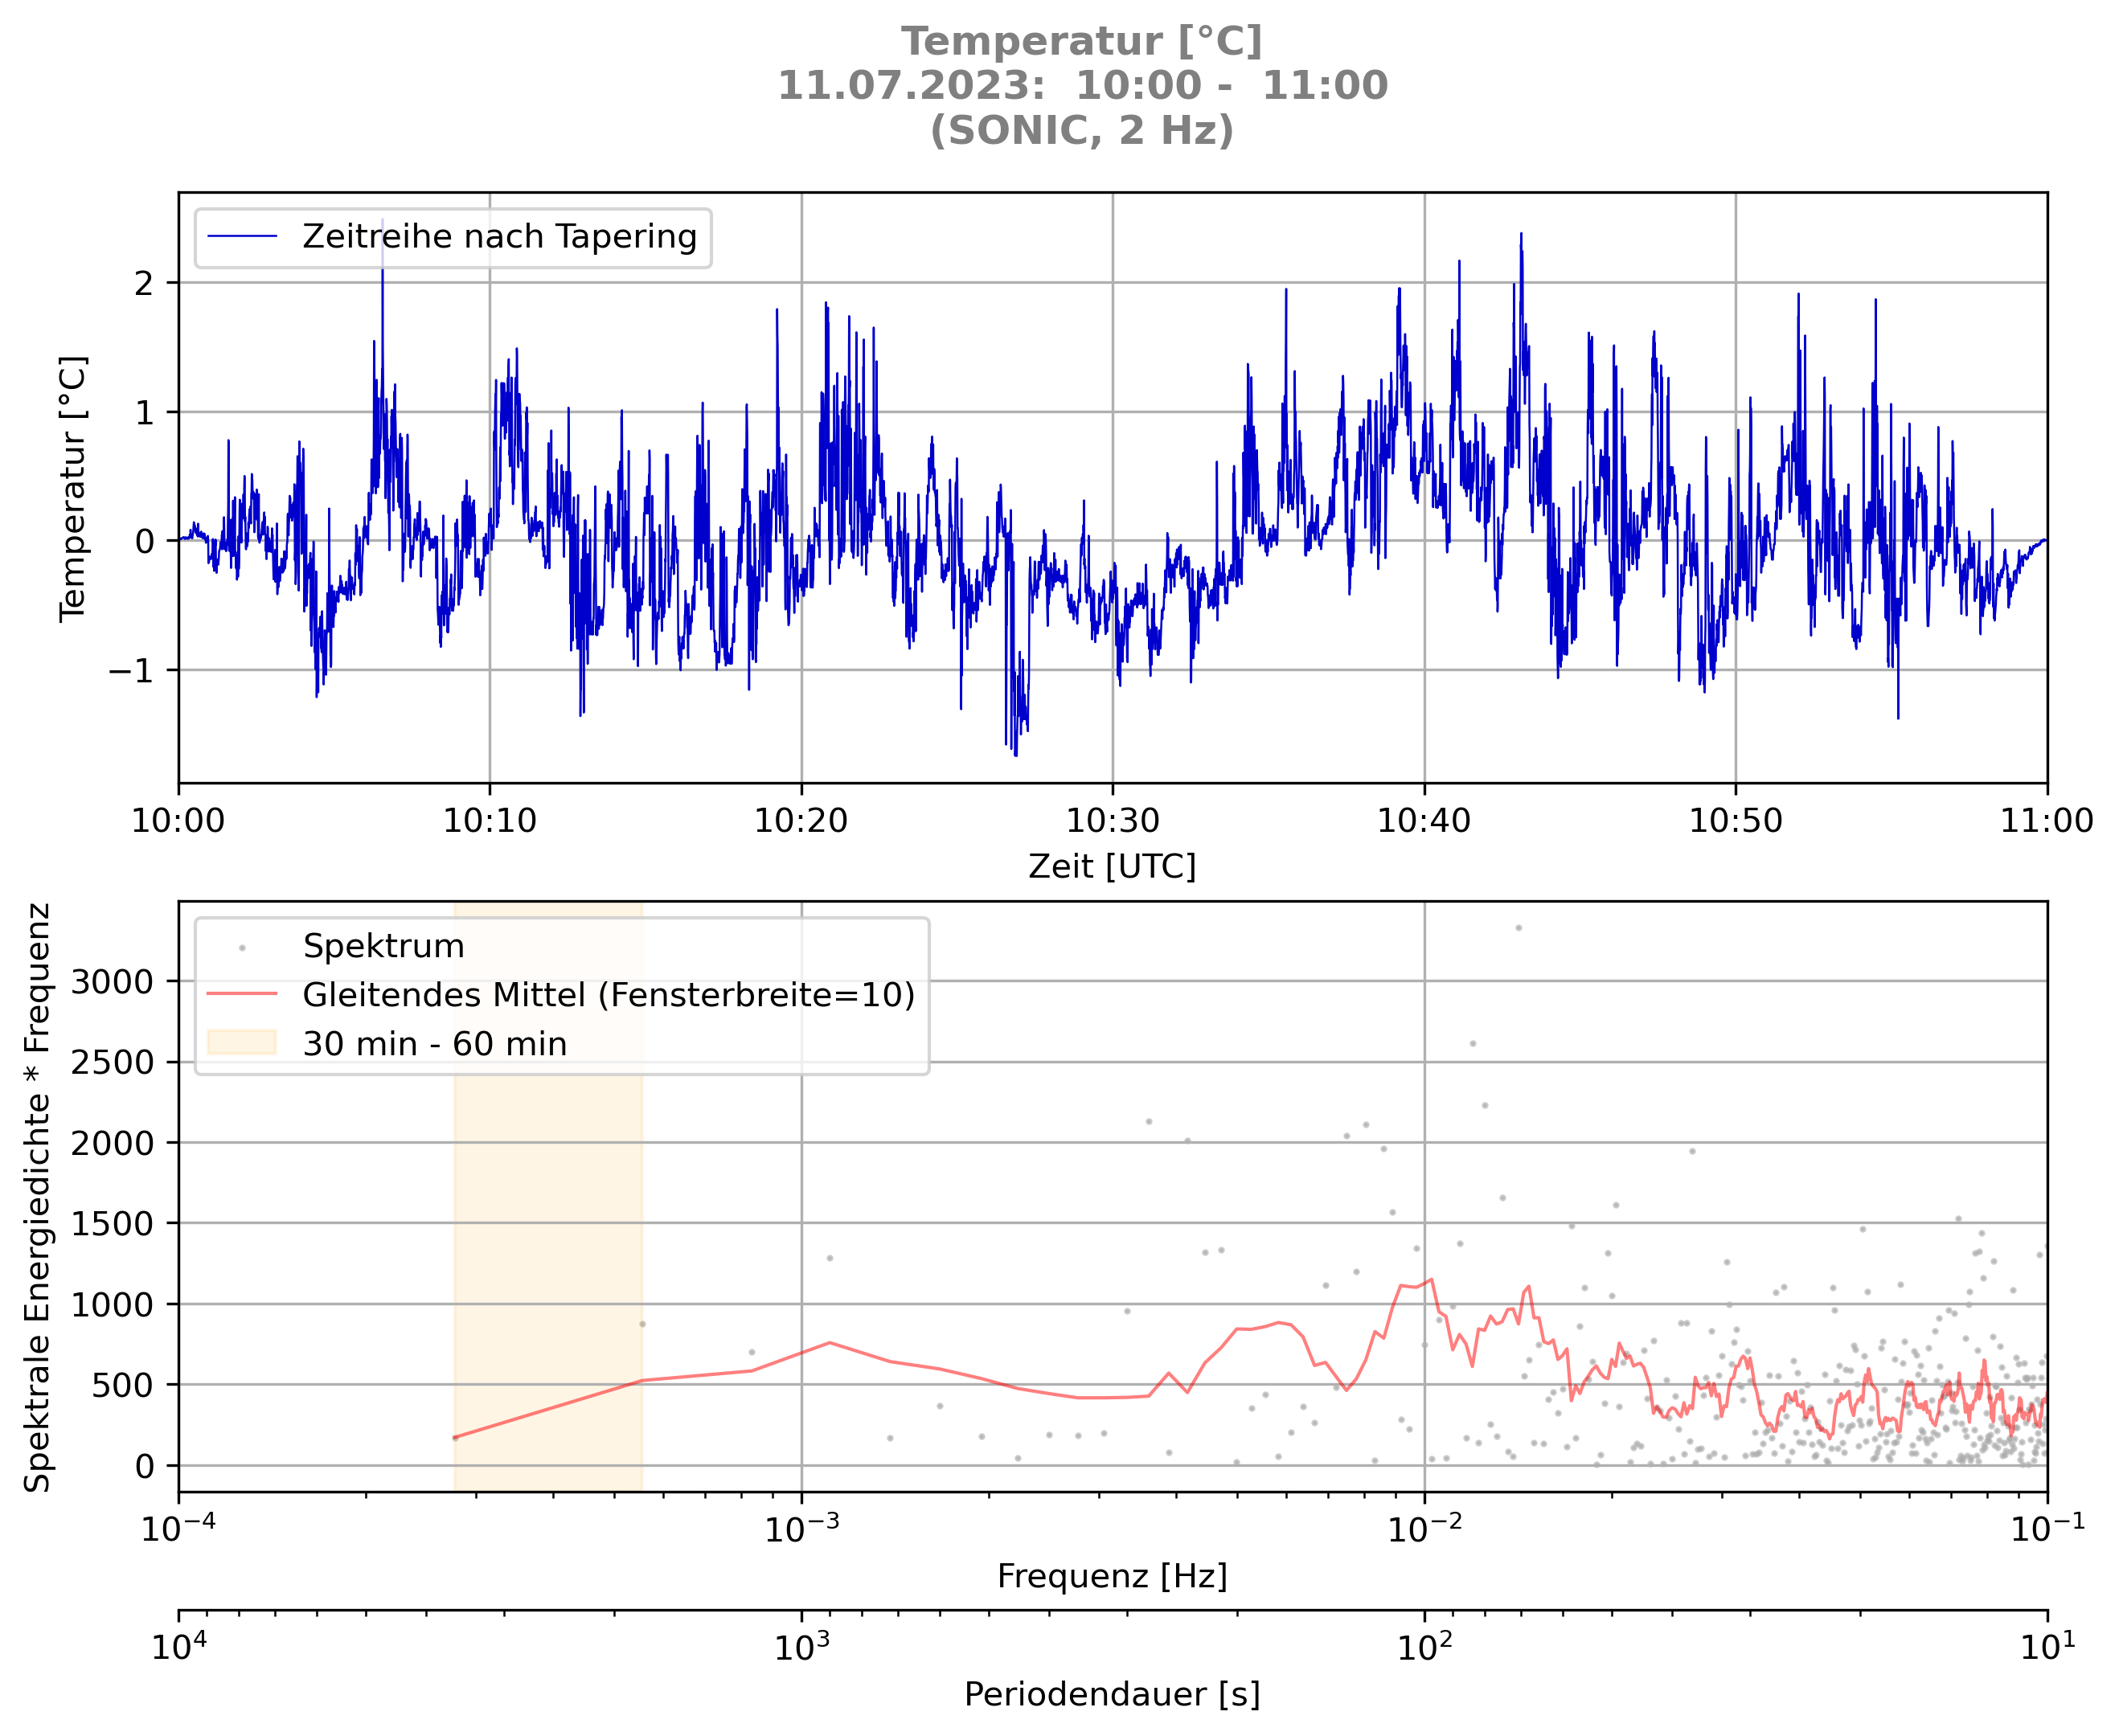 Temperatur [°C]
11.07.2023:  10:00 -  11:00
(SONIC, 2 Hz)
Zeitreihe nach Tapering
Temperatur [°C]
2
1
0
−1
10:00 10:10 10:20 10:30 10:40 10:50 11:00
Zeit [UTC]
Spektrum
Gleitendes Mittel (Fensterbreite=10)
30 min - 60 min
Spektrale Energiedichte * Frequenz
3000
2500
2000
1500
1000
500
0
10⁻⁴ 10⁻³ 10⁻² 10⁻¹
Frequenz [Hz]
10⁴ 10³ 10² 10¹
Periodendauer [s]